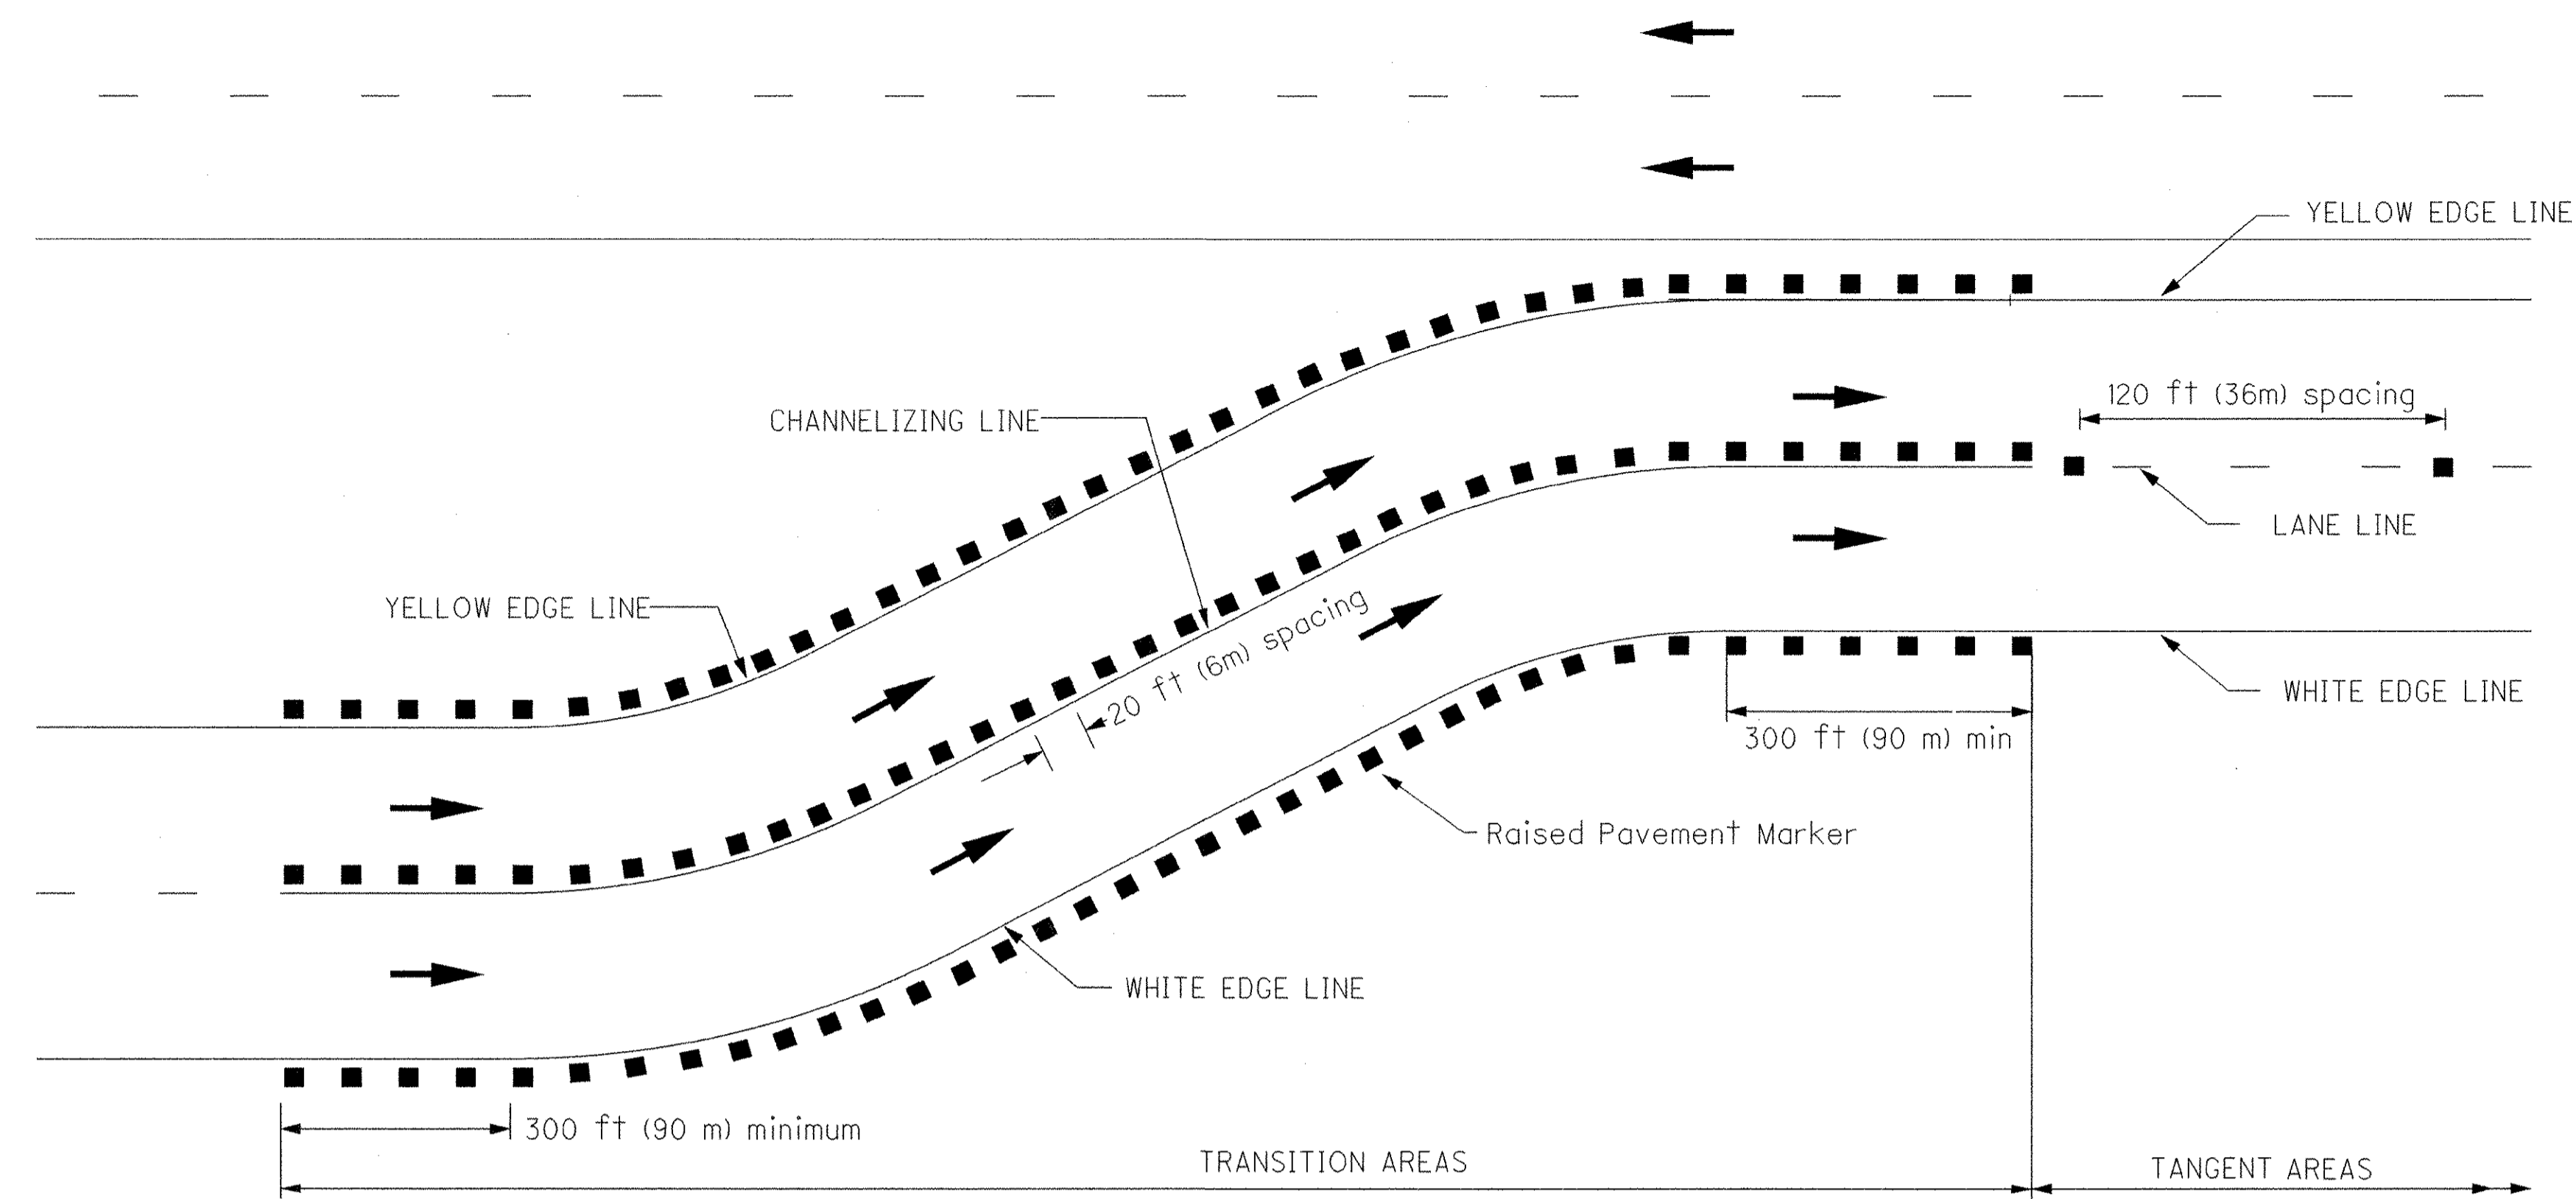 YELLOW EDGE LINE
120 ft (36m) spacing
CHANNELIZING LINE
LANE LINE
YELLOW EDGE LINE
20 ft (6m) spacing
WHITE EDGE LINE
300 ft (90 m) min
Raised Pavement Marker
WHITE EDGE LINE
300 ft (90 m) minimum
TRANSITION AREAS
TANGENT AREAS